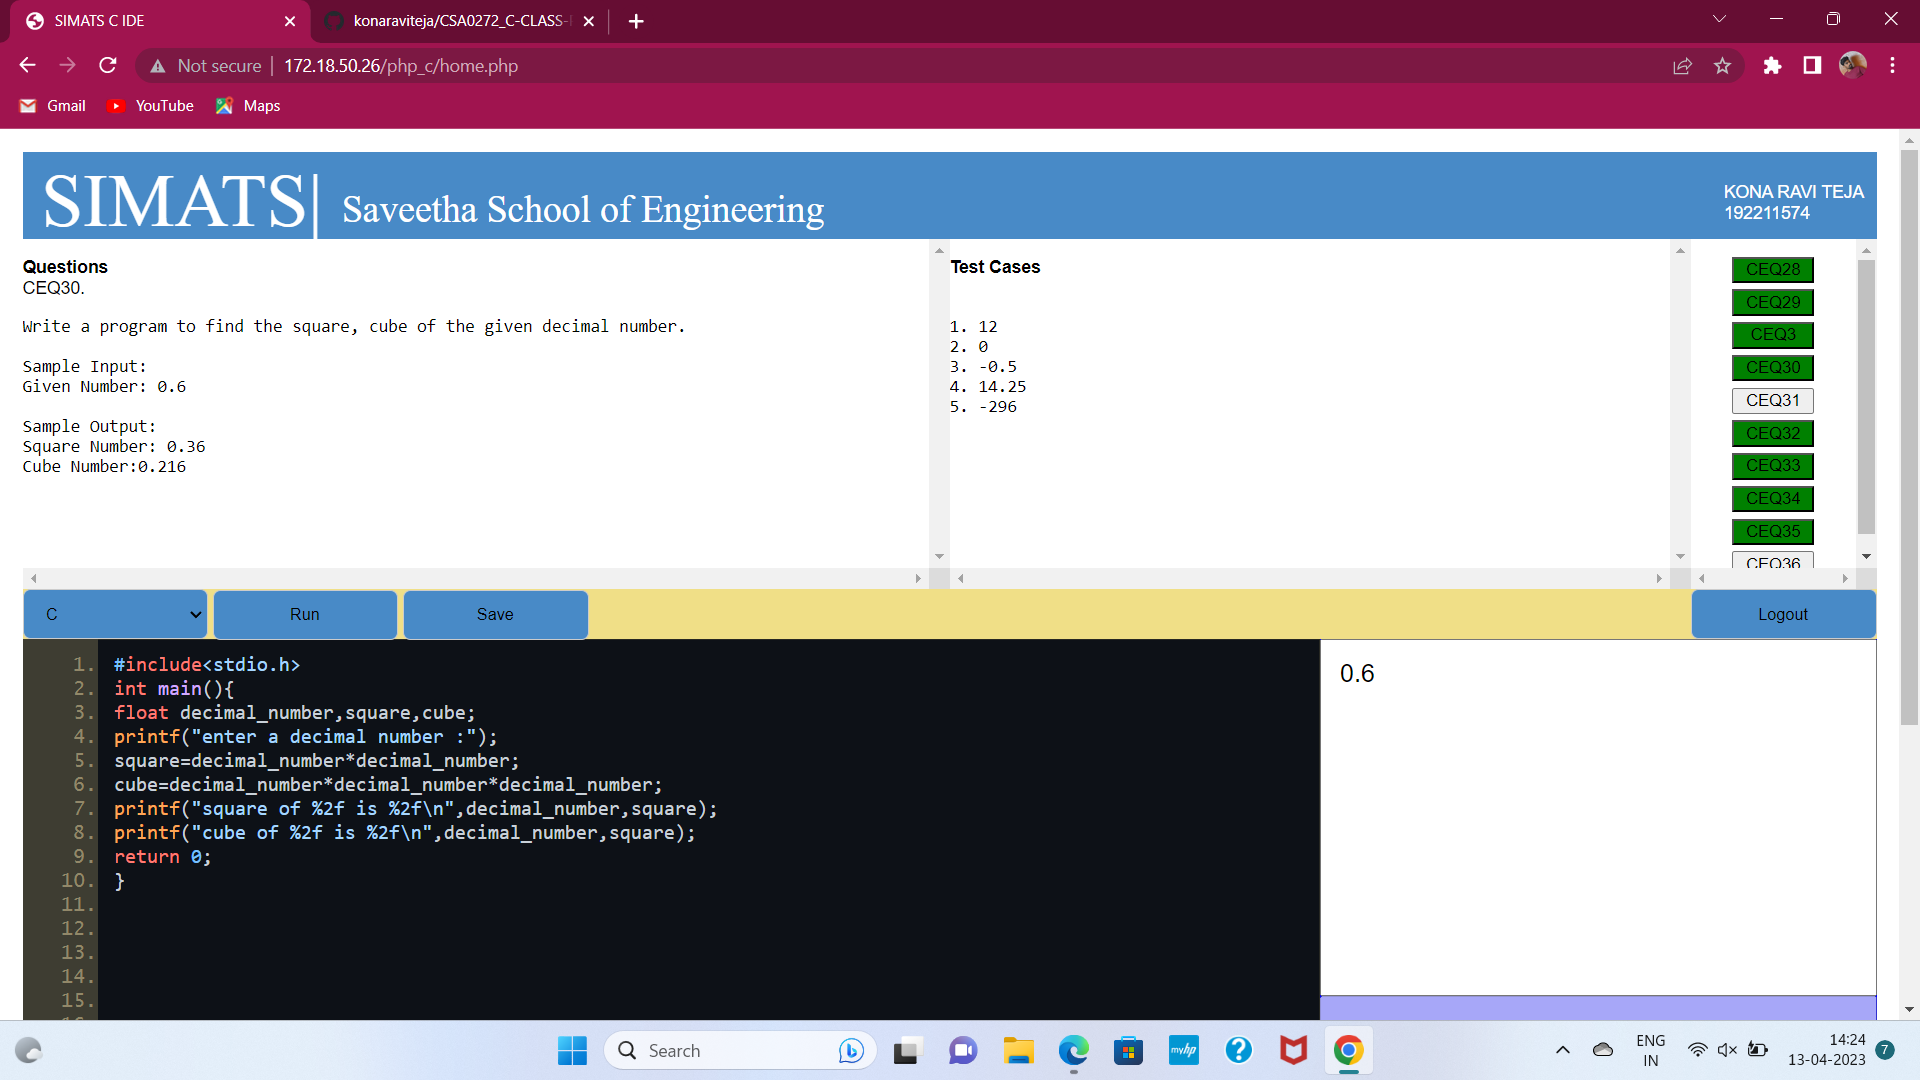 SIMATS C IDE
konaraviteja/CSA0272_C-CLASS-
Not secure
172.18.50.26/php_c/home.php
Gmail
YouTube
Maps
SIMATS|
Saveetha School of Engineering
KONA RAVI TEJA
192211574
Questions
CEQ30.
Write a program to find the square, cube of the given decimal number.
Sample Input:
Given Number: 0.6
Sample Output:
Square Number: 0.36
Cube Number:0.216
Test Cases
1. 12
2. 0
3. -0.5
4. 14.25
5. -296
CEQ28
CEQ29
CEQ3
CEQ30
CEQ31
CEQ32
CEQ33
CEQ34
CEQ35
CEQ36
C
Run
Save
Logout
1. #include<stdio.h>
2. int main(){
3. float decimal_number,square,cube;
4. printf("enter a decimal number :");
5. square=decimal_number*decimal_number;
6. cube=decimal_number*decimal_number*decimal_number;
7. printf("square of %2f is %2f\n",decimal_number,square);
8. printf("cube of %2f is %2f\n",decimal_number,square);
9. return 0;
10. }
11.
12.
13.
14.
15.
0.6
Search
myhp
ENG
IN
14:24
13-04-2023
7